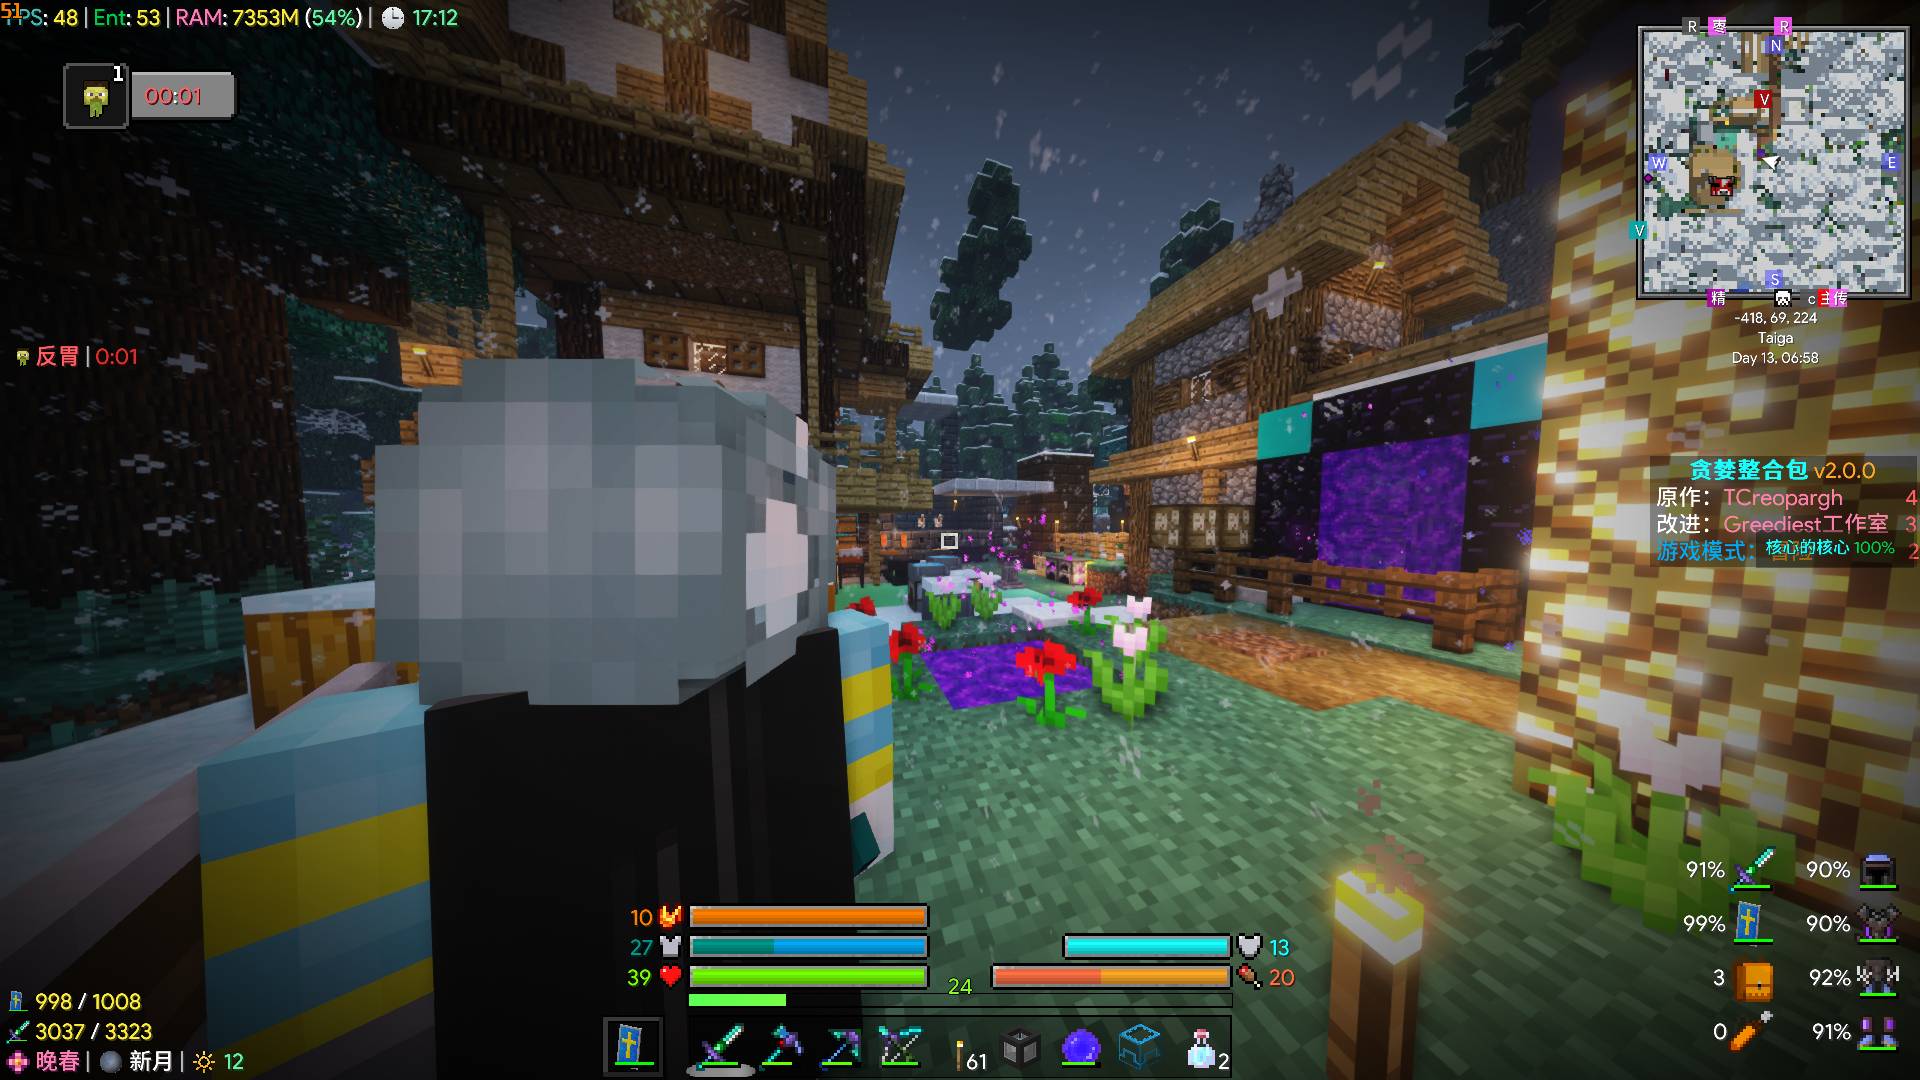 51
FPS: 48 | Ent: 53 | RAM: 7353M (54%) | 17:12
1
00:01
反胃 | 0:01
R 枣 R
N
V
W E
V
S
精 c 主 传
-418, 69, 224
Taiga
Day 13, 06:58
贪婪整合包 v2.0.0
原作： TCreopargh 4
改进： Greediest工作室 3
游戏模式： 2
核心的核心 100%
91% 90%
99% 90%
3 92%
0 91%
10
27 13
39 24 20
998 / 1008
3037 / 3323
晚春 | 新月 | 12
61 2